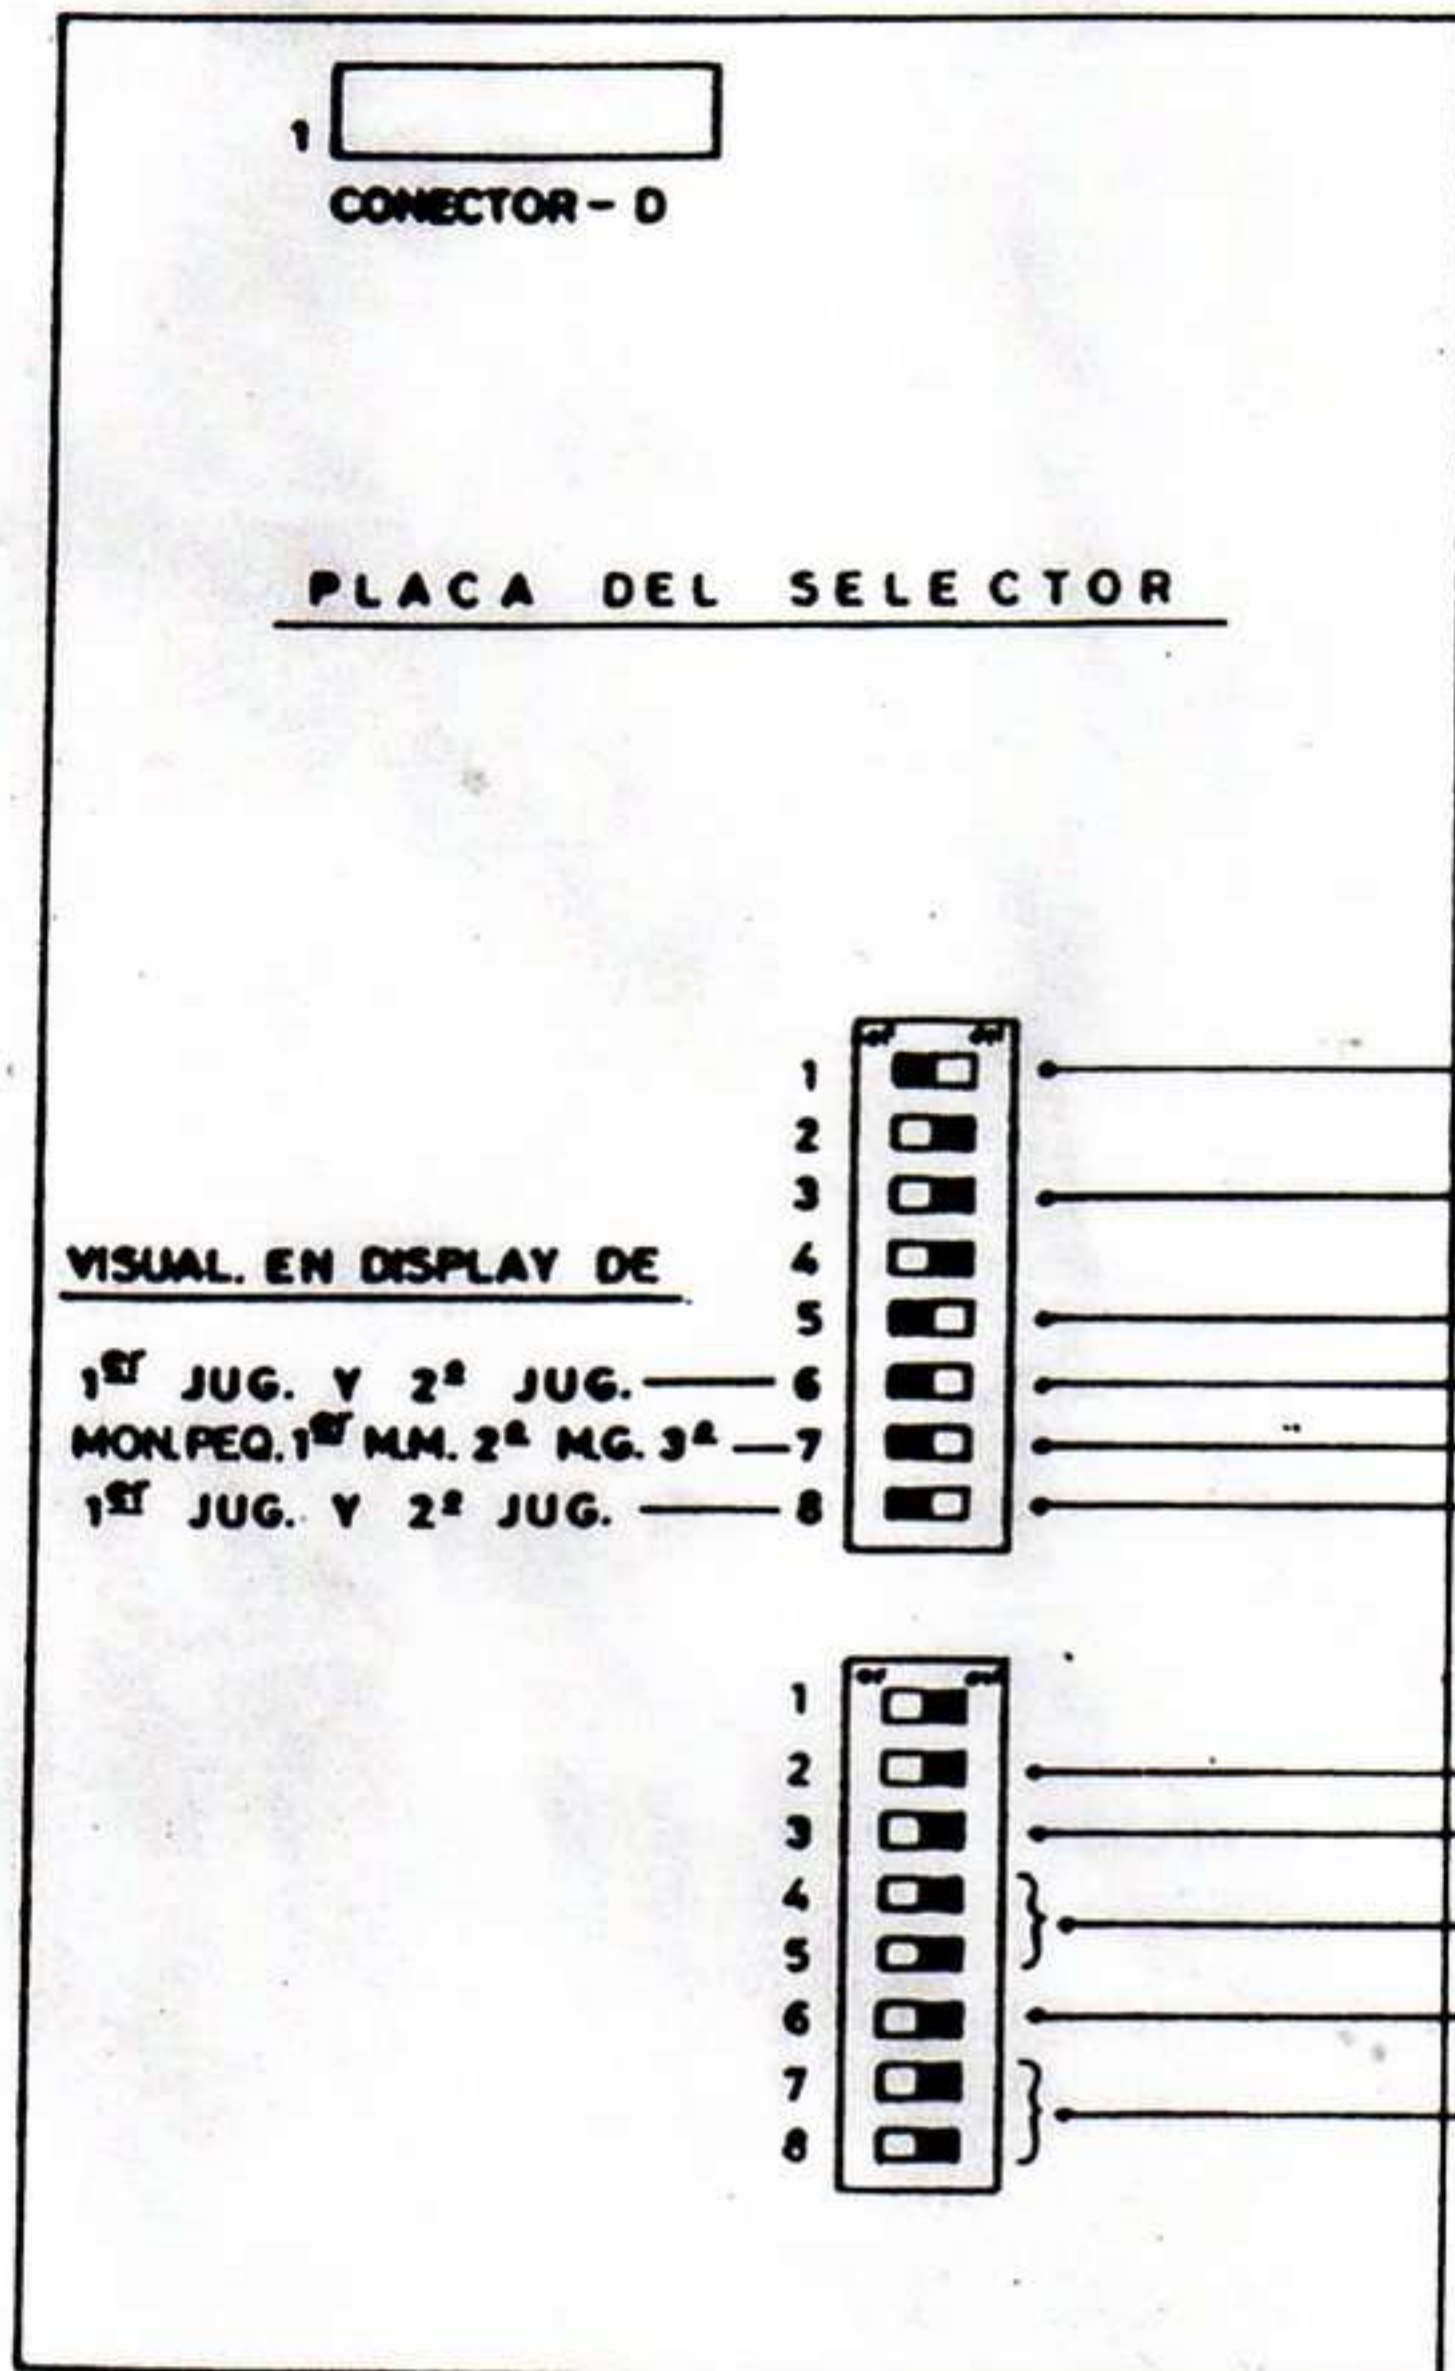 1
CONECTOR - D
PLACA DEL SELECTOR
1
2
3
4
VISUAL. EN DISPLAY DE
5
1er JUG. Y 2º JUG. 6
MON.PEQ. 1er M.M. 2º M.G. 3º 7
1er JUG. Y 2º JUG. 8
1
2
3
4
5
6
7
8